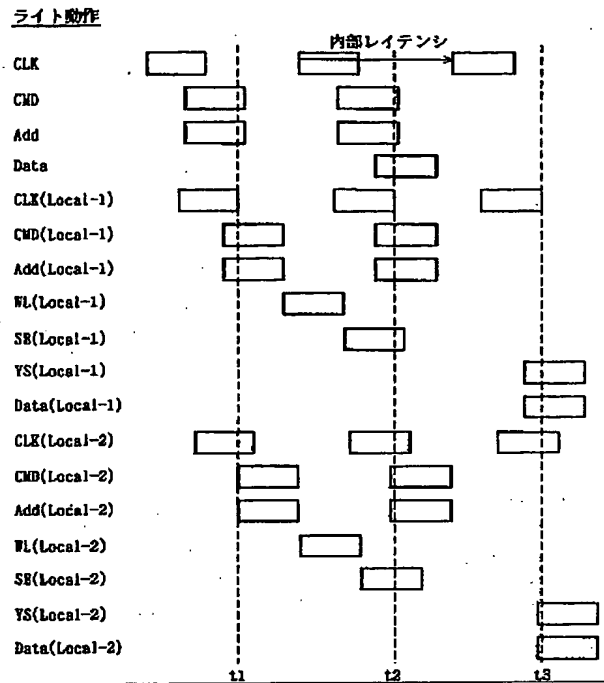 ライト動作
内部レイテンシ
CLK
CMD
Add
Data
CLK(Local-1)
CMD(Local-1)
Add(Local-1)
WL(Local-1)
SE(Local-1)
YS(Local-1)
Data(Local-1)
CLK(Local-2)
CMD(Local-2)
Add(Local-2)
WL(Local-2)
SE(Local-2)
YS(Local-2)
Data(Local-2)
t1 t2 t3